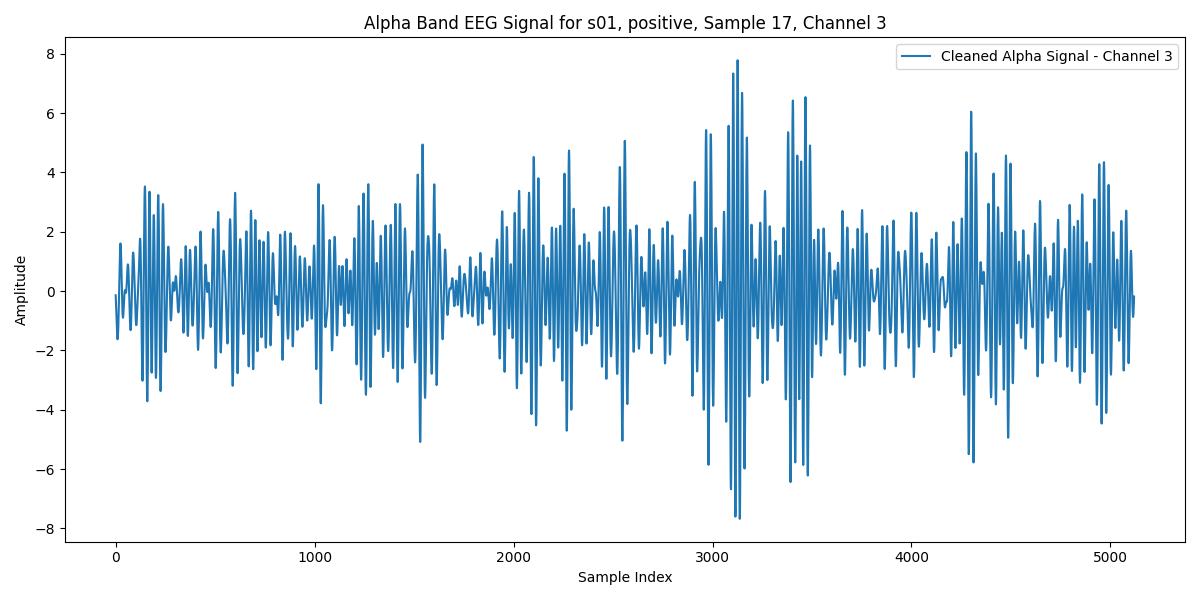 Alpha Band EEG Signal for s01, positive, Sample 17, Channel 3
Cleaned Alpha Signal - Channel 3
8
6
4
2
0
−2
−4
−6
−8
Amplitude
0 1000 2000 3000 4000 5000
Sample Index